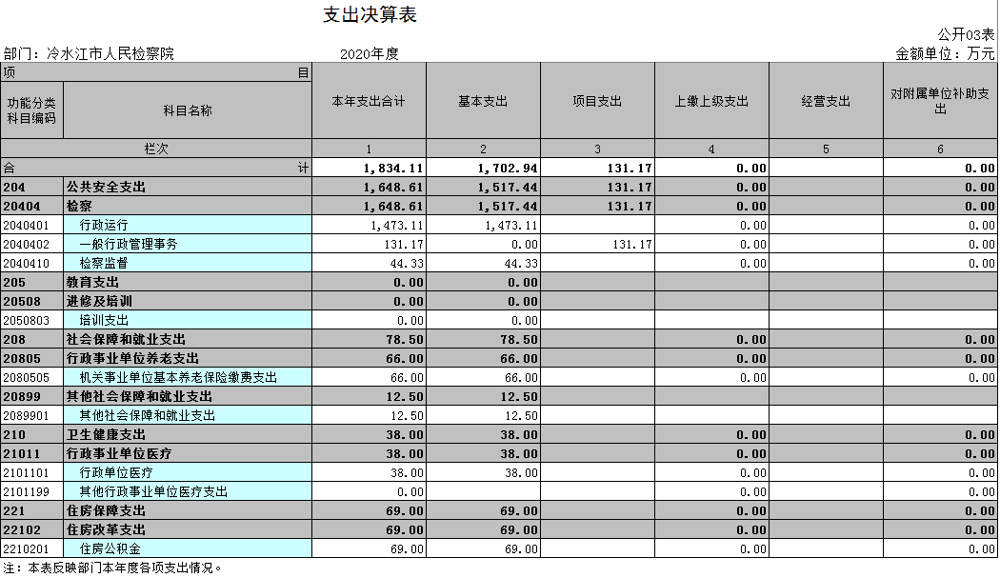 支出决算表
公开03表
部门：冷水江市人民检察院 2020年度 金额单位：万元
项 目 本年支出合计 基本支出 项目支出 上缴上级支出 经营支出 对附属单位补助支出
功能分类科目编码 科目名称
栏次 1 2 3 4 5 6
合 计 1,834.11 1,702.94 131.17 0.00 0.00
204 公共安全支出 1,648.61 1,517.44 131.17 0.00 0.00
20404 检察 1,648.61 1,517.44 131.17 0.00 0.00
2040401 行政运行 1,473.11 1,473.11 0.00 0.00
2040402 一般行政管理事务 131.17 0.00 131.17 0.00 0.00
2040410 检察监督 44.33 44.33 0.00 0.00
205 教育支出 0.00 0.00
20508 进修及培训 0.00 0.00
2050803 培训支出 0.00 0.00
208 社会保障和就业支出 78.50 78.50 0.00 0.00
20805 行政事业单位养老支出 66.00 66.00 0.00 0.00
2080505 机关事业单位基本养老保险缴费支出 66.00 66.00 0.00 0.00
20899 其他社会保障和就业支出 12.50 12.50
2089901 其他社会保障和就业支出 12.50 12.50
210 卫生健康支出 38.00 38.00 0.00 0.00
21011 行政事业单位医疗 38.00 38.00 0.00 0.00
2101101 行政单位医疗 38.00 38.00 0.00 0.00
2101199 其他行政事业单位医疗支出 0.00 0.00 0.00
221 住房保障支出 69.00 69.00 0.00 0.00
22102 住房改革支出 69.00 69.00 0.00 0.00
2210201 住房公积金 69.00 69.00 0.00 0.00
注：本表反映部门本年度各项支出情况。